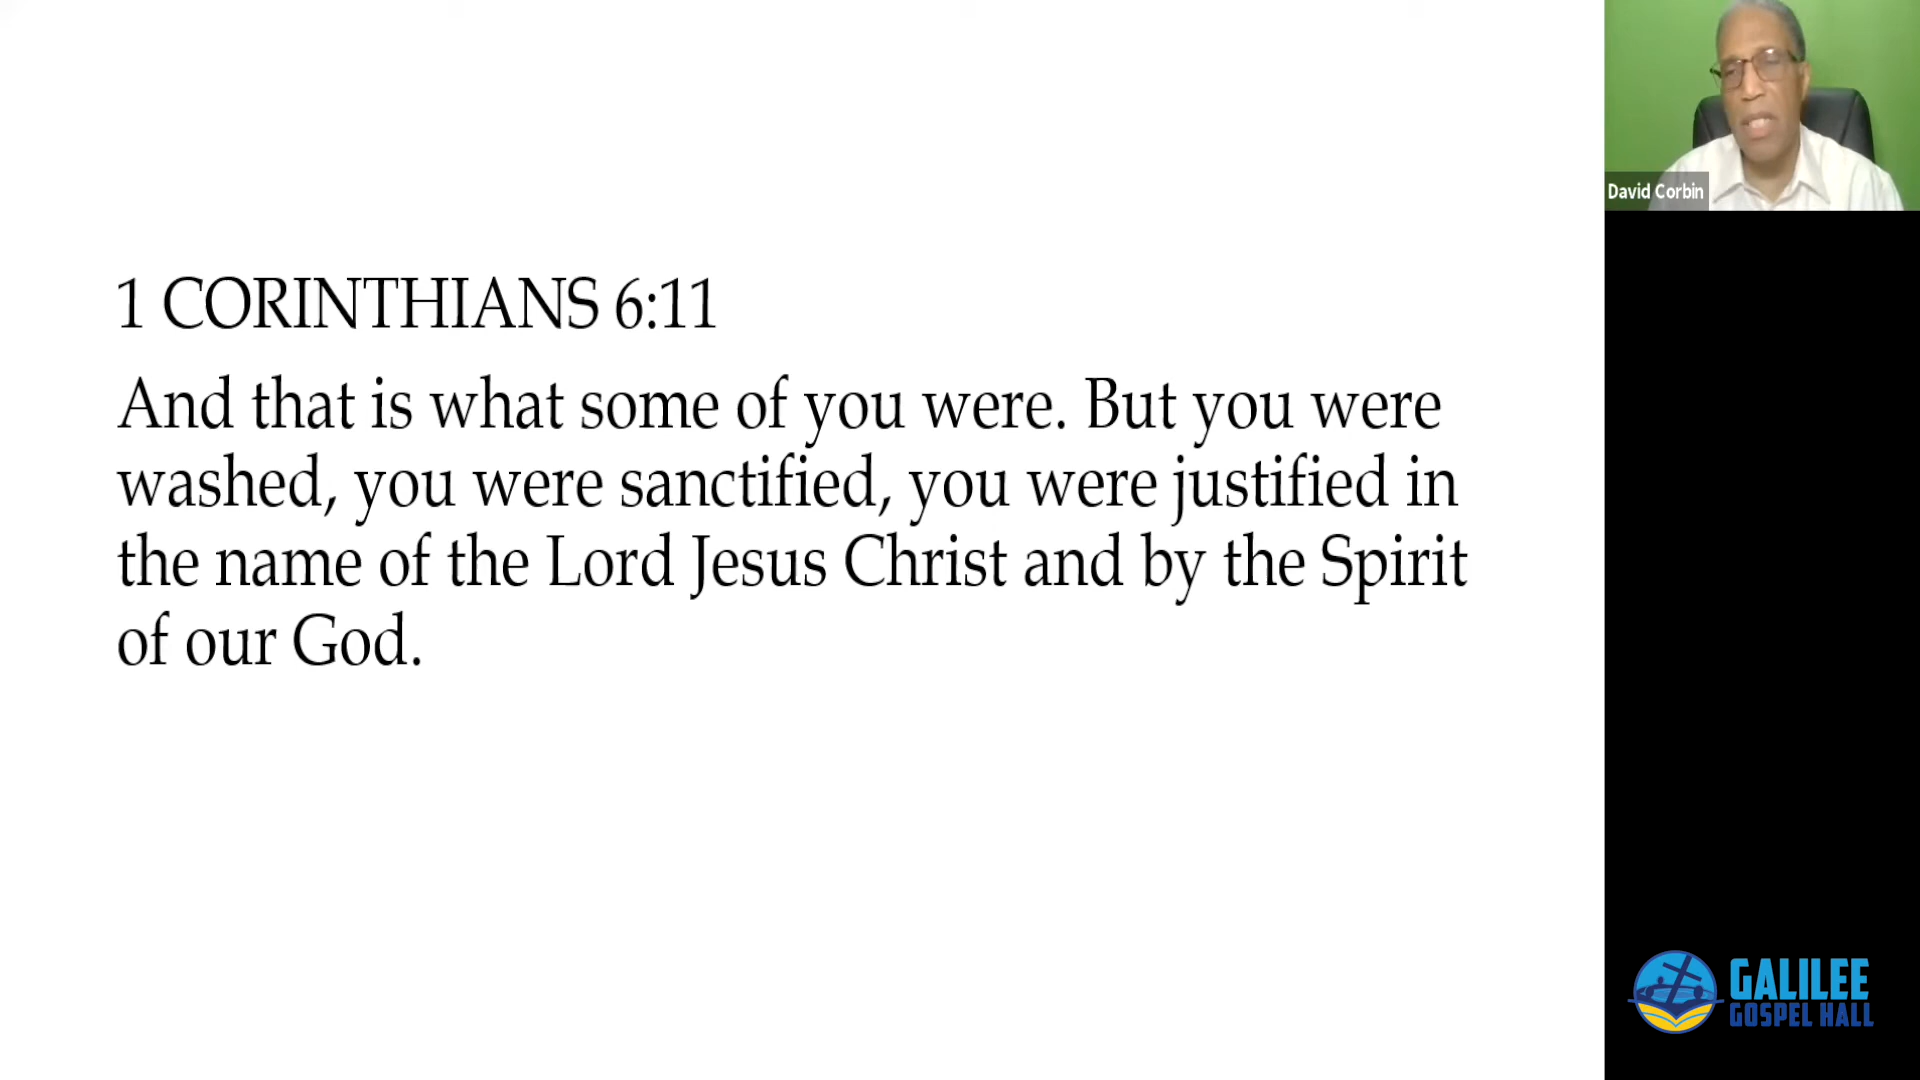 1 CORINTHIANS 6:11
And that is what some of you were. But you were
washed, you were sanctified, you were justified in
the name of the Lord Jesus Christ and by the Spirit
of our God.
David Corbin
GALILEE
GOSPEL HALL